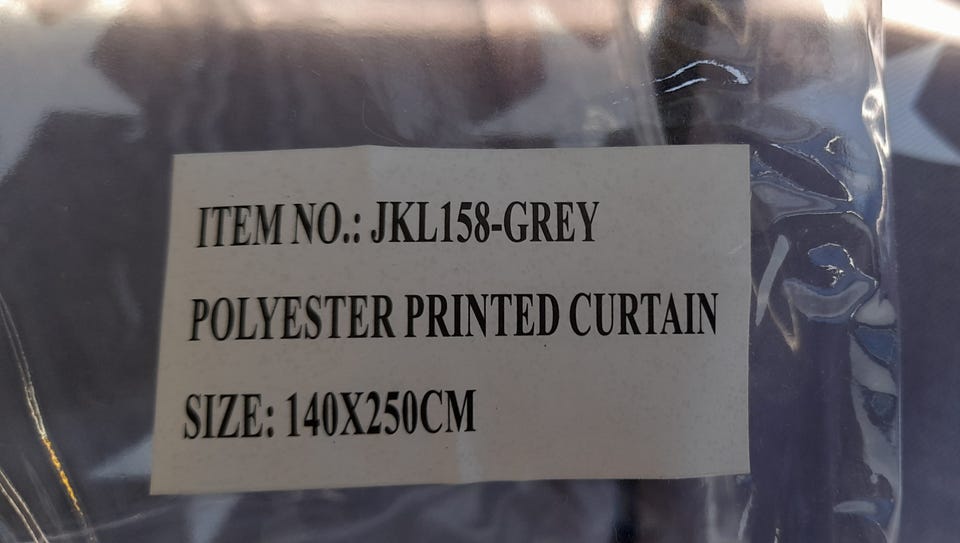 ITEM NO.: JKL158-GREY
POLYESTER PRINTED CURTAIN
SIZE: 140X250CM